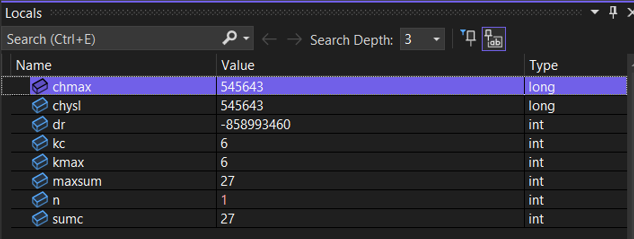 Locals
Search (Ctrl+E) Search Depth: 3
Name Value Type
chmax 545643 long
chysl 545643 long
dr -858993460 int
kc 6 int
kmax 6 int
maxsum 27 int
n 1 int
sumc 27 int